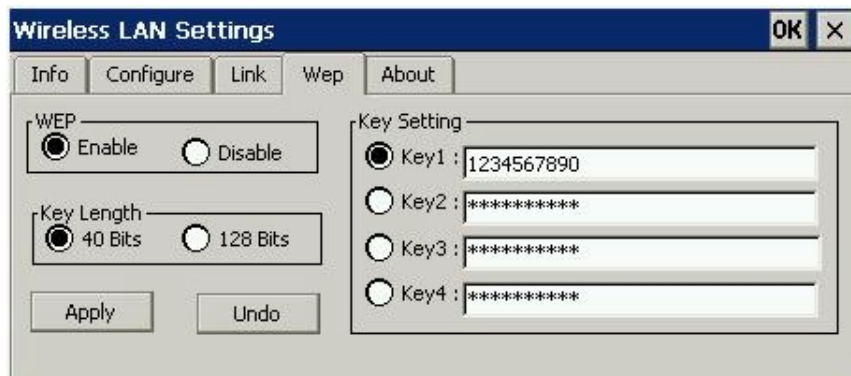 Wireless LAN Settings OK ×
Info Configure Link Wep About
WEP
Enable Disable
Key Length
40 Bits 128 Bits
Apply Undo
Key Setting
Key1 : 1234567890
Key2 : **********
Key3 : **********
Key4 : **********